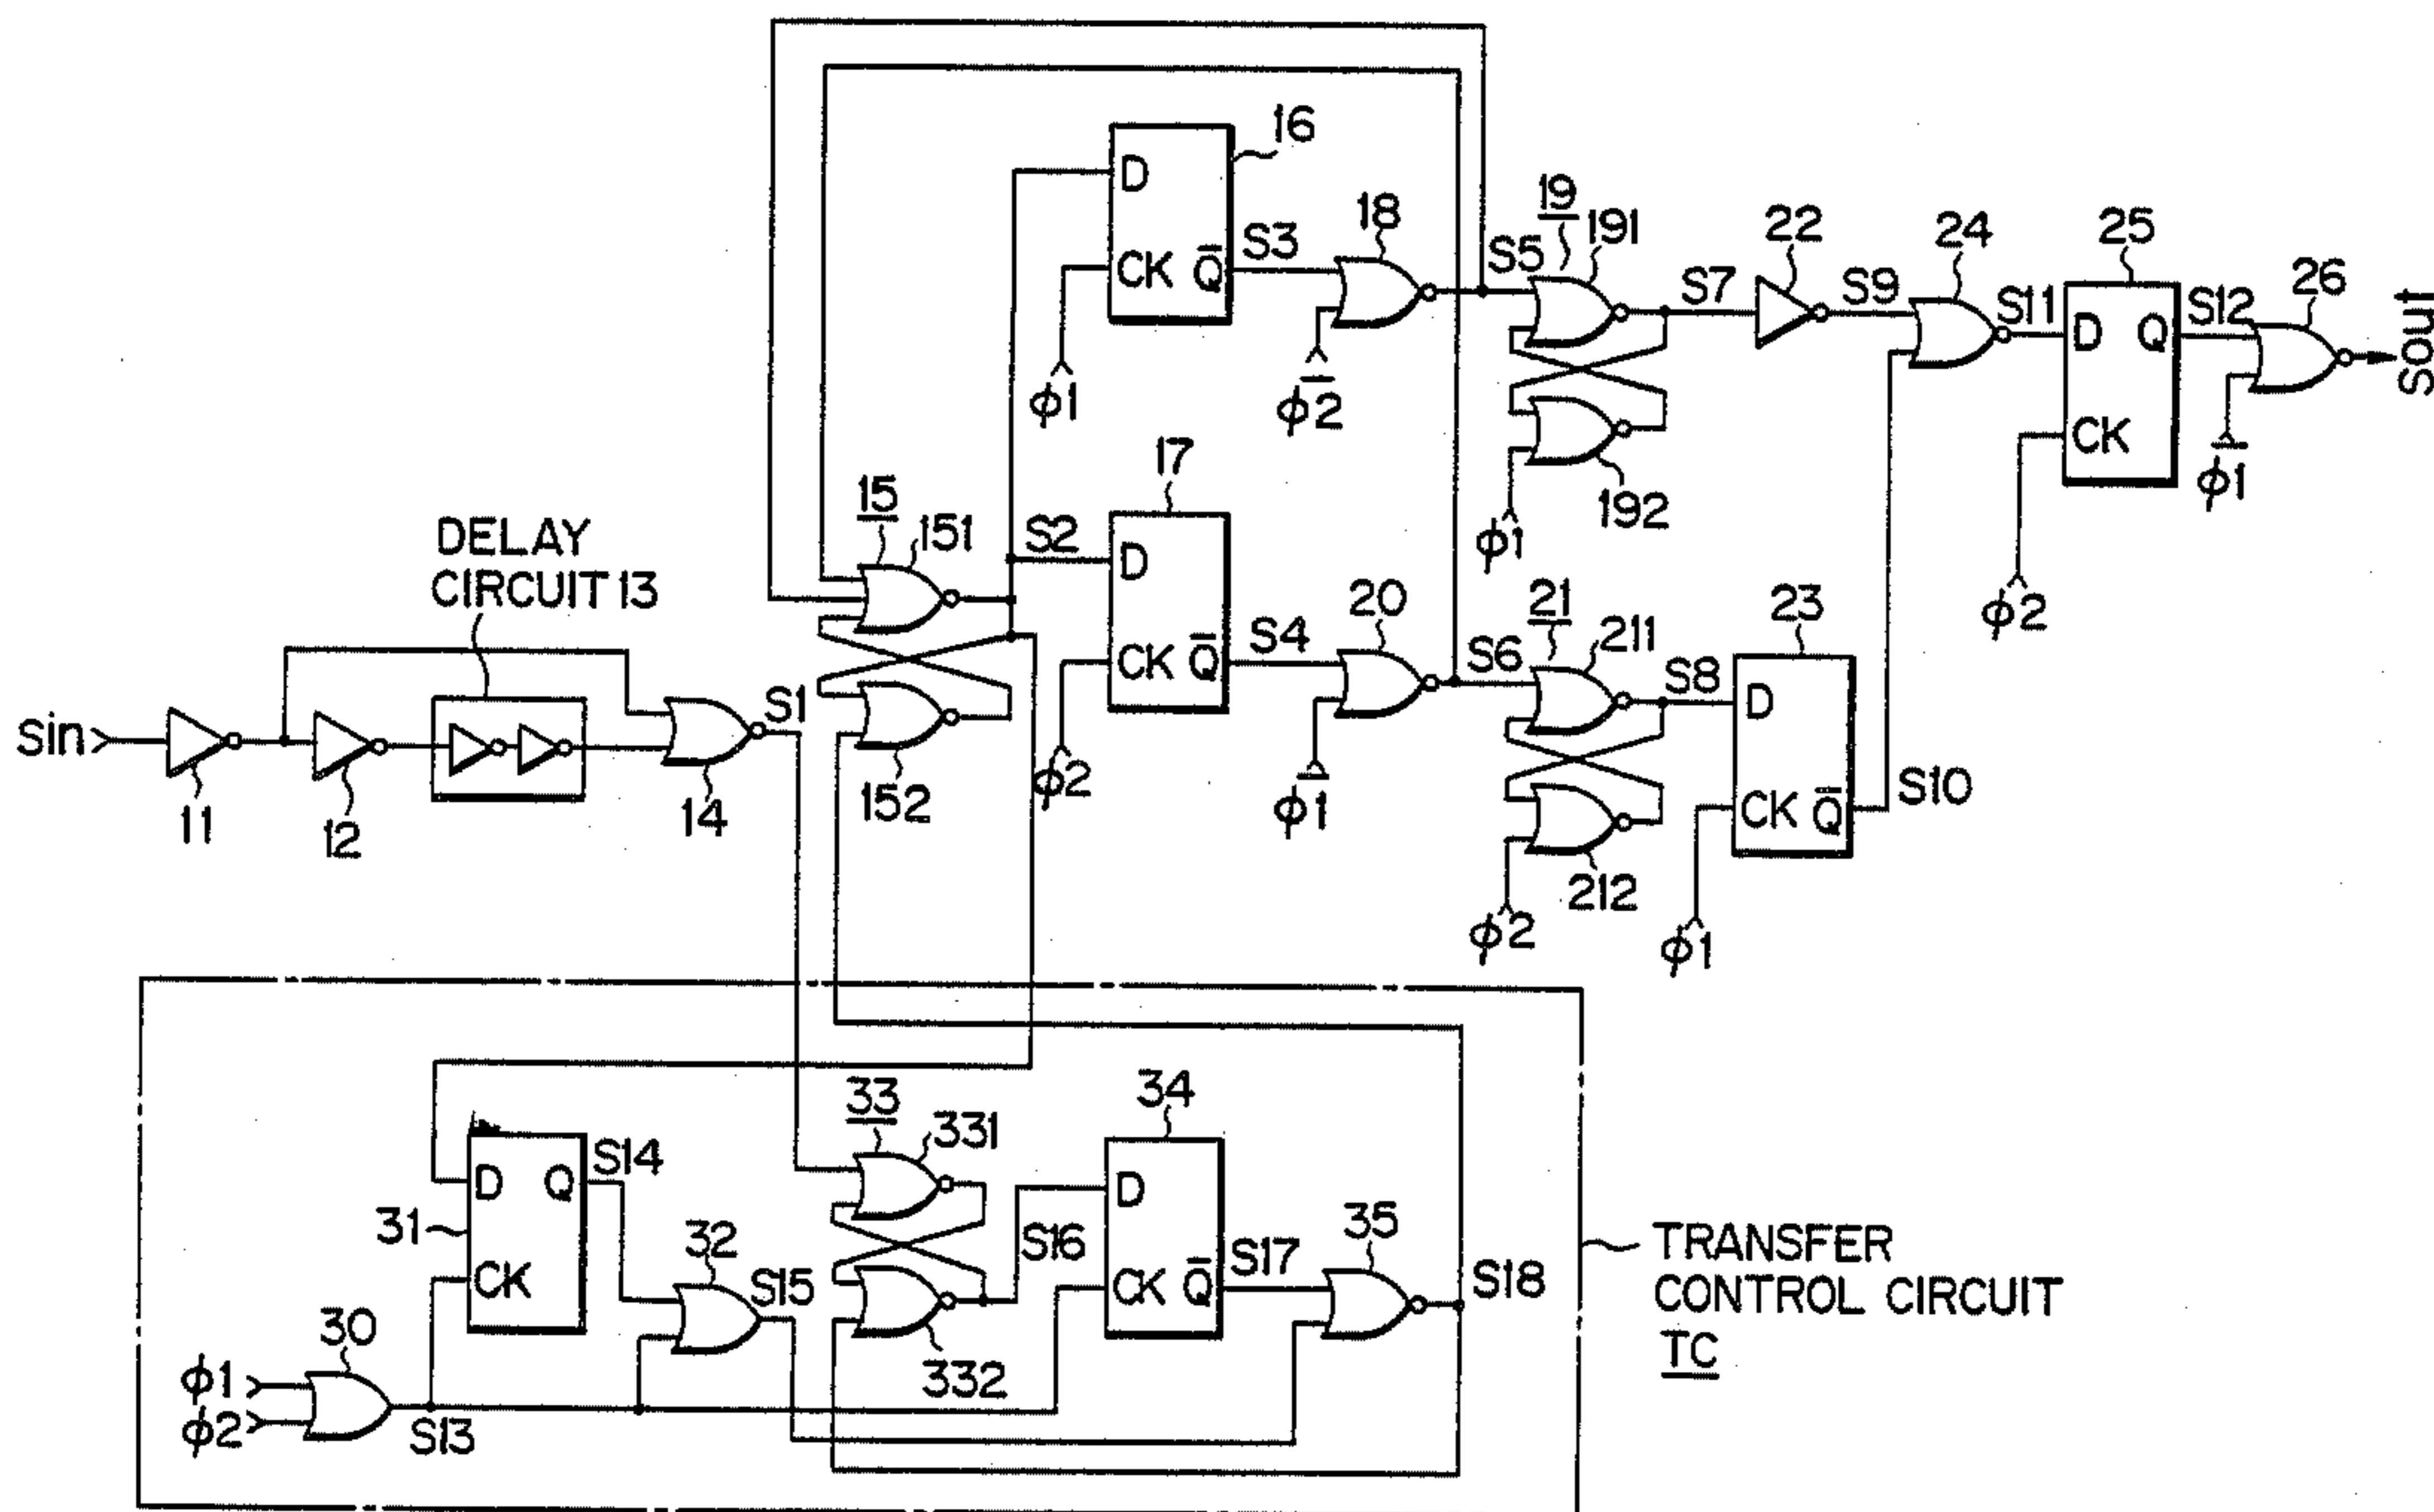 16
D
CK
Q̅
S3
φ1
18
φ̅2
S5
19
191
192
φ1
S7
22
S9
24
S11
25
D
Q
CK
φ2
S12
26
φ̅1
Sout
17
D
CK
Q̅
S2
S4
φ2
20
φ̅1
S6
21
211
212
φ2
S8
23
D
CK
Q̅
φ1
S10
15
151
152
DELAY
CIRCUIT 13
Sin
11
12
14
S1
33
331
332
34
D
CK
Q̅
S16
S17
35
S18
31
D
Q
CK
S14
32
S15
30
φ1
φ2
S13
TRANSFER
CONTROL CIRCUIT
TC